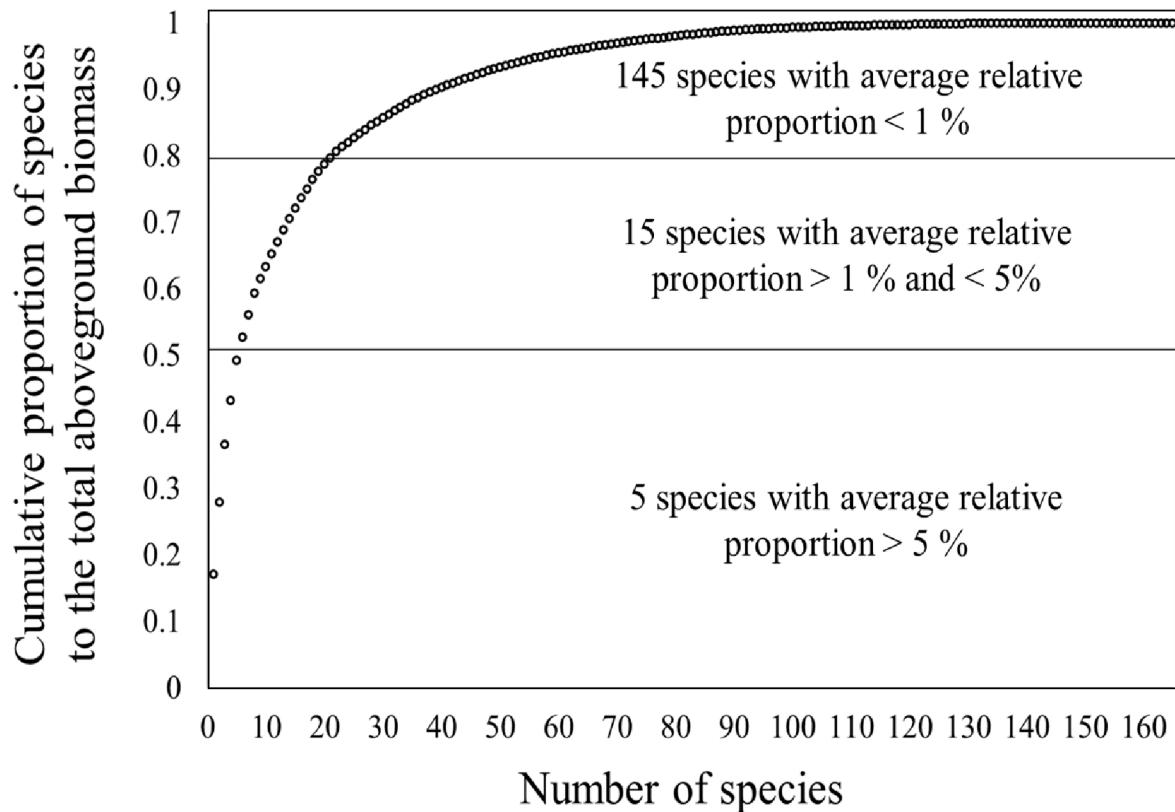 Cumulative proportion of species
to the total aboveground biomass
1
0.9
0.8
0.7
0.6
0.5
0.4
0.3
0.2
0.1
0
145 species with average relative
proportion < 1 %
15 species with average relative
proportion > 1 % and < 5%
5 species with average relative
proportion > 5 %
0 10 20 30 40 50 60 70 80 90 100 110 120 130 140 150 160
Number of species